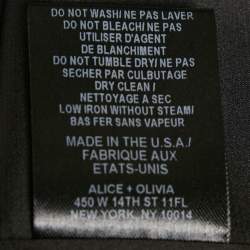 DO NOT WASH/NE PAS LAVER
DO NOT BLEACH/NE PAS
UTILISER D'AGENT
DE BLANCHIMENT
DO NOT TUMBLE DRY/NE PAS
SECHER PAR CULBUTAGE
DRY CLEAN/
NETTOYAGE A SEC
LOW IRON WITHOUT STEAM/
BAS FER SANS VAPEUR
MADE IN THE U.S.A./
FABRIQUE AUX
ETATS-UNIS
ALICE + OLIVIA
450 W 14TH ST 11FL
NEW YORK, NY 10014